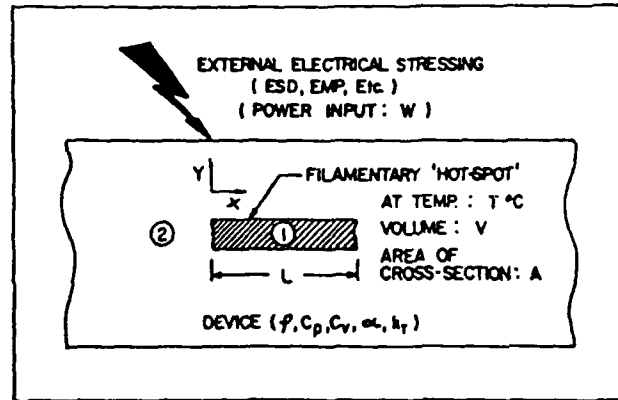 EXTERNAL ELECTRICAL STRESSING
( ESD, EMP, Etc.)
( POWER INPUT : W )
Y
X
FILAMENTARY 'HOT-SPOT'
AT TEMP. : T °C
VOLUME : V
AREA OF
CROSS-SECTION : A
②
①
L
DEVICE (ρ, Cp, Cv, α, kT)